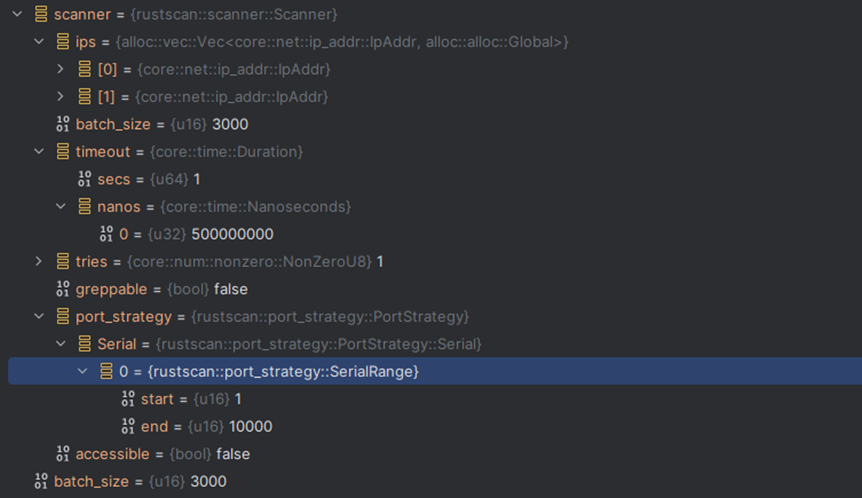 scanner = {rustscan::scanner::Scanner}
ips = {alloc::vec::Vec<core::net::ip_addr::IpAddr, alloc::alloc::Global>}
[0] = {core::net::ip_addr::IpAddr}
[1] = {core::net::ip_addr::IpAddr}
batch_size = {u16} 3000
timeout = {core::time::Duration}
secs = {u64} 1
nanos = {core::time::Nanoseconds}
0 = {u32} 500000000
tries = {core::num::nonzero::NonZeroU8} 1
greppable = {bool} false
port_strategy = {rustscan::port_strategy::PortStrategy}
Serial = {rustscan::port_strategy::PortStrategy::Serial}
0 = {rustscan::port_strategy::SerialRange}
start = {u16} 1
end = {u16} 10000
accessible = {bool} false
batch_size = {u16} 3000